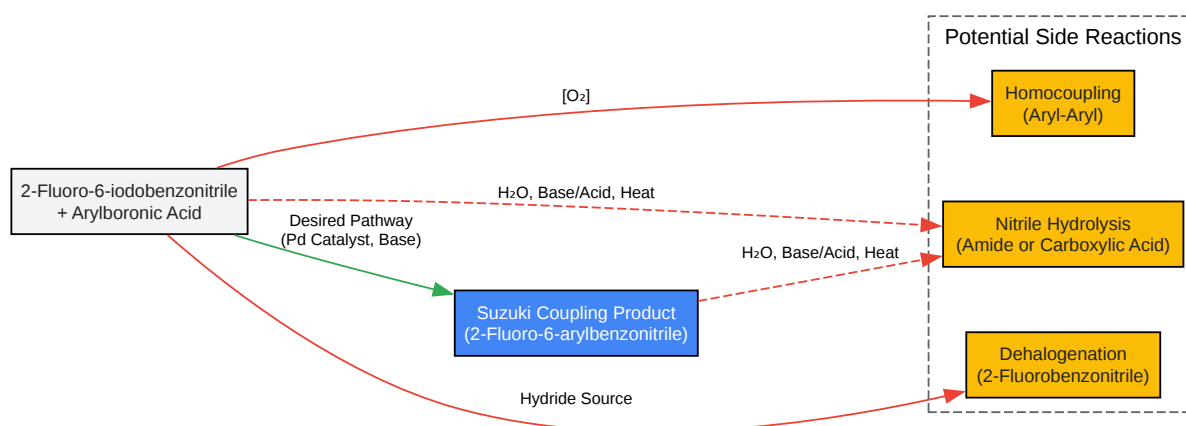 Potential Side Reactions
[O₂]
Homocoupling
(Aryl-Aryl)
2-Fluoro-6-iodobenzonitrile
+ Arylboronic Acid
H₂O, Base/Acid, Heat
Desired Pathway
(Pd Catalyst, Base)
Nitrile Hydrolysis
(Amide or Carboxylic Acid)
H₂O, Base/Acid, Heat
Suzuki Coupling Product
(2-Fluoro-6-arylbenzonitrile)
Dehalogenation
(2-Fluorobenzonitrile)
Hydride Source